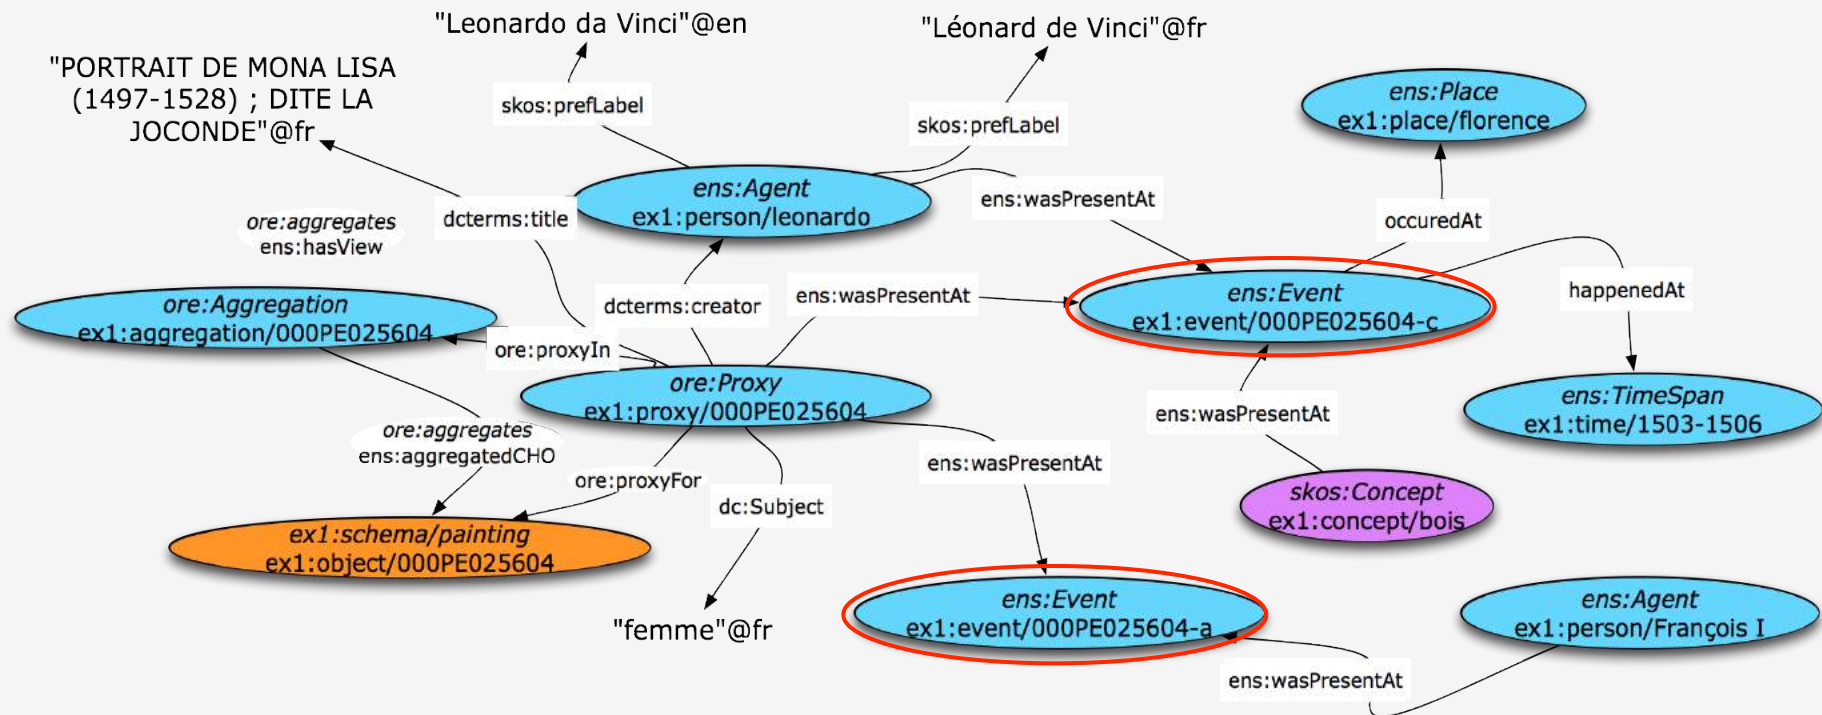 "Leonardo da Vinci"@en
"Léonard de Vinci"@fr
"PORTRAIT DE MONA LISA
(1497-1528) ; DITE LA
JOCONDE"@fr
skos:prefLabel
skos:prefLabel
ens:Place
ex1:place/florence
ens:Agent
ex1:person/leonardo
ens:wasPresentAt
dcterms:title
occuredAt
ore:aggregates
ens:hasView
ore:Aggregation
ex1:aggregation/000PE025604
dcterms:creator
ens:wasPresentAt
ens:Event
ex1:event/000PE025604-c
happenedAt
ore:proxyIn
ore:Proxy
ex1:proxy/000PE025604
ens:wasPresentAt
ens:TimeSpan
ex1:time/1503-1506
ore:aggregates
ens:aggregatedCHO
ore:proxyFor
dc:Subject
ens:wasPresentAt
skos:Concept
ex1:concept/bois
ex1:schema/painting
ex1:object/000PE025604
"femme"@fr
ens:Event
ex1:event/000PE025604-a
ens:Agent
ex1:person/François I
ens:wasPresentAt